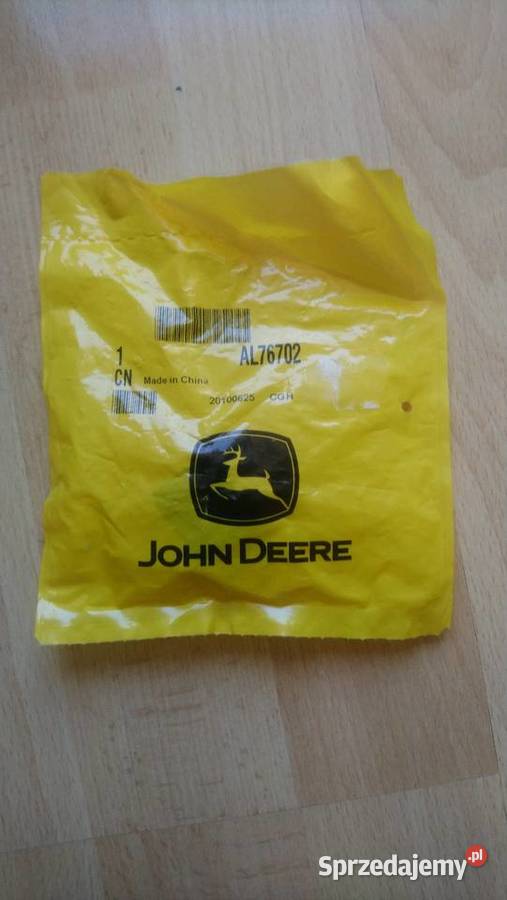 1 AL76702
CN Made in China
20100625 CGH
JOHN DEERE
Sprzedajemy.pl